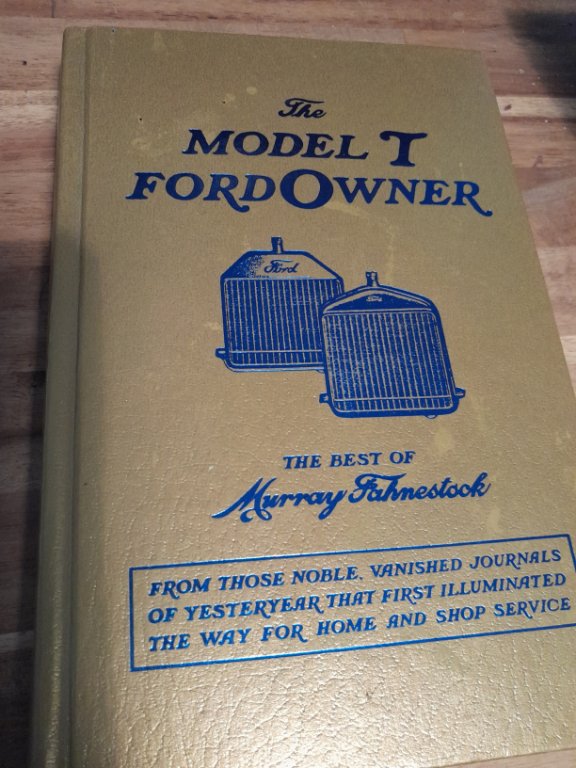 The
MODEL T
FORD OWNER
Ford
Ford
THE BEST OF
Murray Fahnestock
FROM THOSE NOBLE, VANISHED JOURNALS
OF YESTERYEAR THAT FIRST ILLUMINATED
THE WAY FOR HOME AND SHOP SERVICE